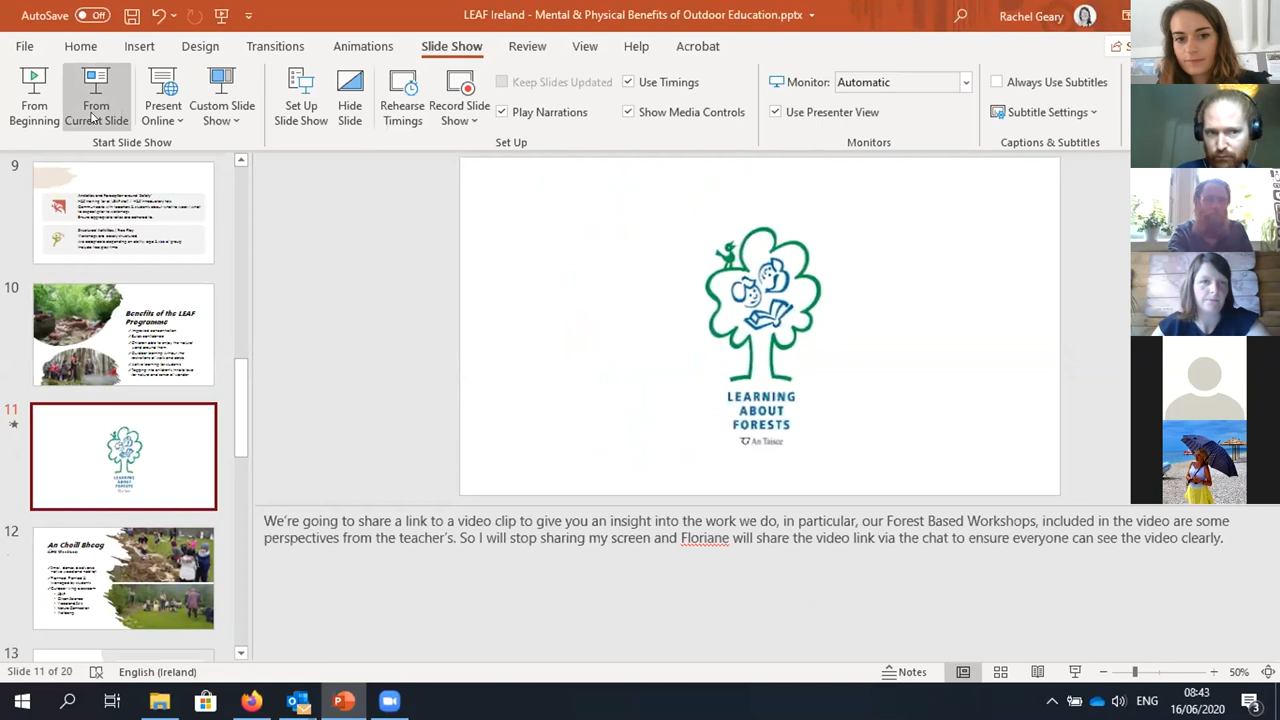 AutoSave Off
LEAF Ireland - Mental & Physical Benefits of Outdoor Education.pptx
Rachel Geary
File Home Insert Design Transitions Animations Slide Show Review View Help Acrobat
From Beginning
From Current Slide
Present Online
Custom Slide Show
Start Slide Show
Set Up Slide Show
Hide Slide
Rehearse Timings
Record Slide Show
Keep Slides Updated
Play Narrations
Use Timings
Show Media Controls
Set Up
Monitor: Automatic
Use Presenter View
Monitors
Always Use Subtitles
Subtitle Settings
Captions & Subtitles
9
10
Benefits of the LEAF
Programme
11
LEARNING
ABOUT
FORESTS
12
An Choill Bheag
13
LEARNING
ABOUT
FORESTS
An Taisce
We're going to share a link to a video clip to give you an insight into the work we do, in particular, our Forest Based Workshops, included in the video are some
perspectives from the teacher's. So I will stop sharing my screen and Floriane will share the video link via the chat to ensure everyone can see the video clearly.
Slide 11 of 20 English (Ireland) Notes 50%
ENG
08:43
16/06/2020
3